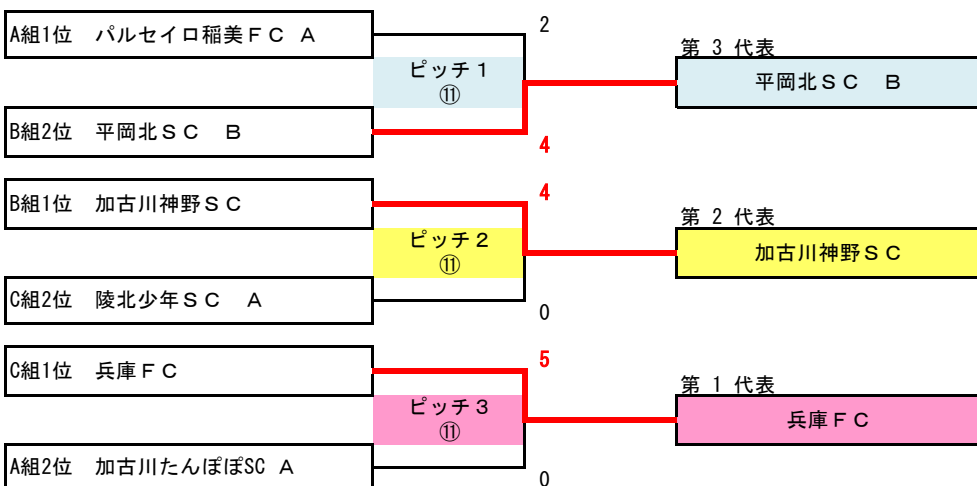 A組1位 パルセイロ稲美ＦＣ A
2
第 3 代表
ピッチ１
⑪
平岡北ＳＣ B
B組2位 平岡北ＳＣ B
4
B組1位 加古川神野ＳＣ
4
第 2 代表
ピッチ２
⑪
加古川神野ＳＣ
C組2位 陵北少年ＳＣ A
0
C組1位 兵庫ＦＣ
5
第 1 代表
ピッチ３
⑪
兵庫ＦＣ
A組2位 加古川たんぽぽSC A
0